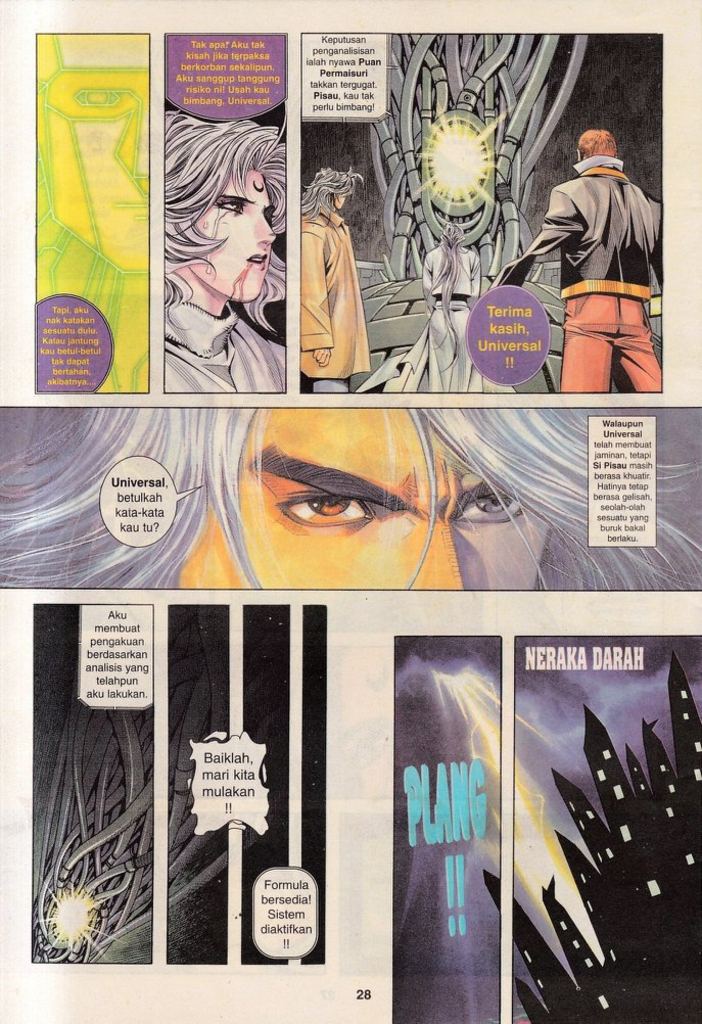 Tapi, aku
nak katakan
sesuatu dulu.
Kalau jantung
kau betul-betul
tak dapat
bertahan,
akibatnya....
Tak apa! Aku tak
kisah jika terpaksa
berkorban sekalipun.
Aku sanggup tanggung
risiko ni! Usah kau
bimbang, Universal.
Keputusan
penganalisisan
ialah nyawa Puan
Permaisuri
takkan tergugat.
Pisau, kau tak
perlu bimbang!
Terima
kasih,
Universal
!!
Universal,
betulkah
kata-kata
kau tu?
Walaupun
Universal
telah membuat
jaminan, tetapi
Si Pisau masih
berasa khuatir.
Hatinya tetap
berasa gelisah,
seolah-olah
sesuatu yang
buruk bakal
berlaku.
Aku
membuat
pengakuan
berdasarkan
analisis yang
telahpun
aku lakukan.
Baiklah,
mari kita
mulakan
!!
Formula
bersedia!
Sistem
diaktifkan
!!
PLANG
!!
NERAKA DARAH
28